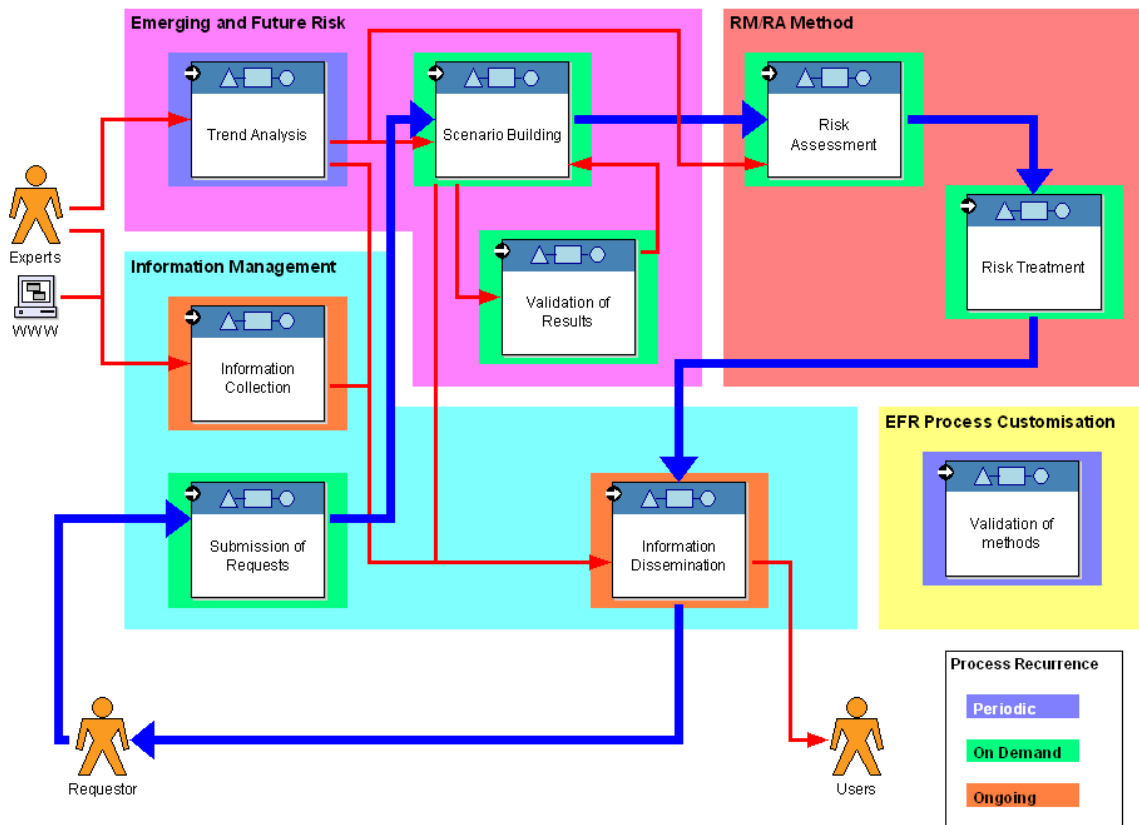 Emerging and Future Risk
RM/RA Method
Trend Analysis
Scenario Building
Risk
Assessment
Experts
Risk Treatment
Information Management
WWW
Validation of
Results
Information
Collection
EFR Process Customisation
Submission of
Requests
Information
Dissemination
Validation of
methods
Process Recurrence
Periodic
On Demand
Ongoing
Requestor
Users